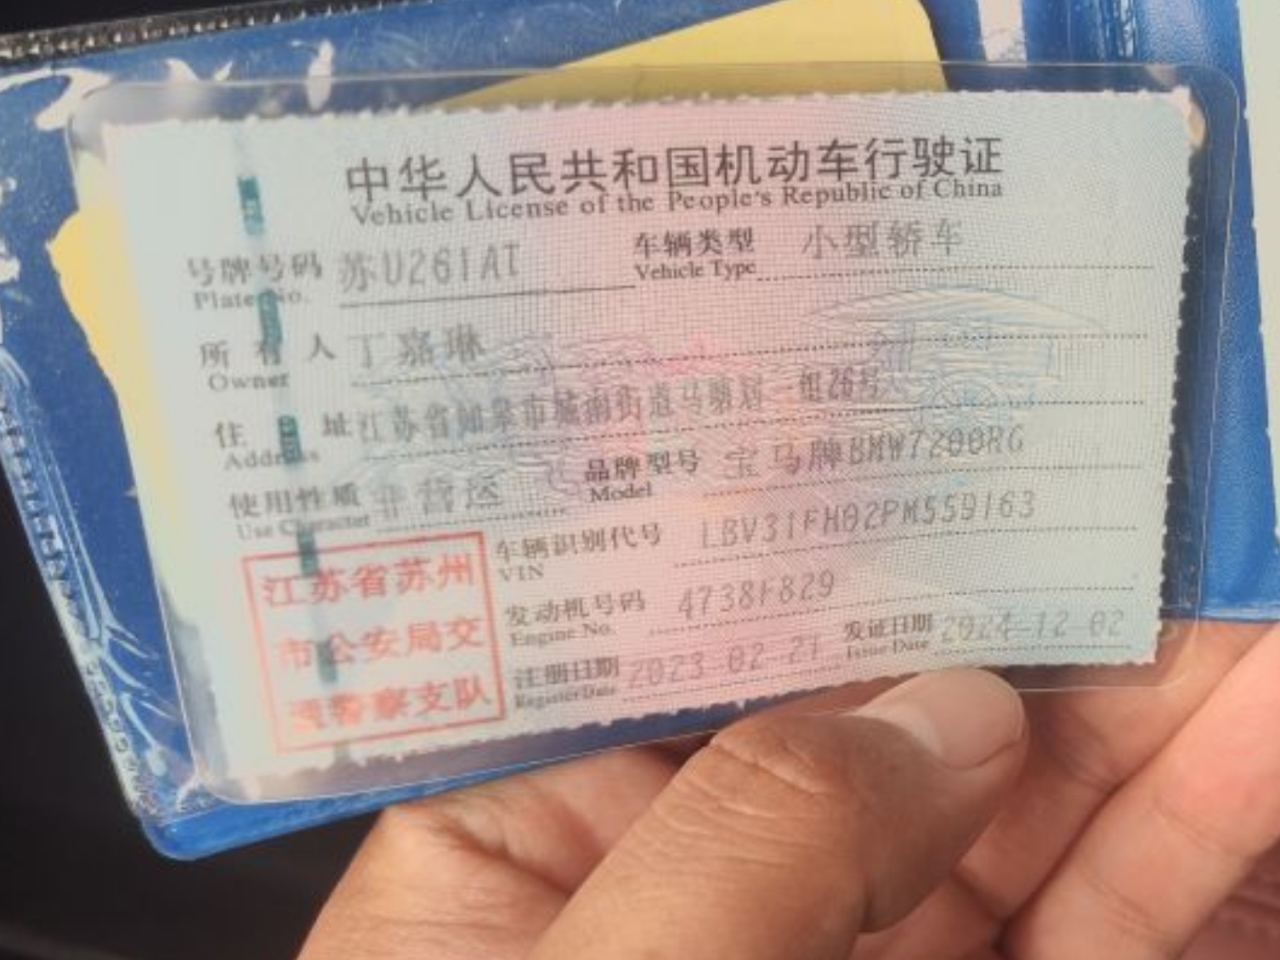 中华人民共和国机动车行驶证
Vehicle License of the People's Republic of China
号牌号码 苏U261AT 车辆类型 小型轿车
Plate No. Vehicle Type
所有人 丁嘉琳
Owner
住址 江苏省如皋市城南街道马塘居一组26号
Address
使用性质 非营运 品牌型号 宝马牌BMW7200RG
Use Character Model
车辆识别代号 LBV31FH02PM559163
VIN
发动机号码 4738F829
Engine No.
注册日期 2023-02-21 发证日期 2024-12-02
Register Date Issue Date
江苏省苏州
市公安局交
通警察支队